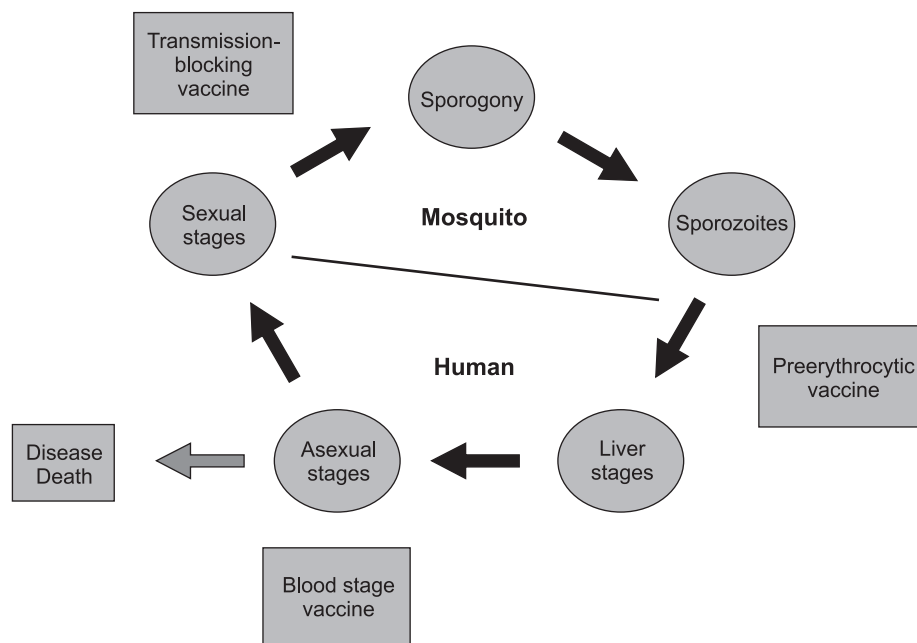 Transmission-
blocking
vaccine
Sporogony
Sexual
stages
Mosquito
Sporozoites
Human
Preerythrocytic
vaccine
Disease
Death
Asexual
stages
Liver
stages
Blood stage
vaccine